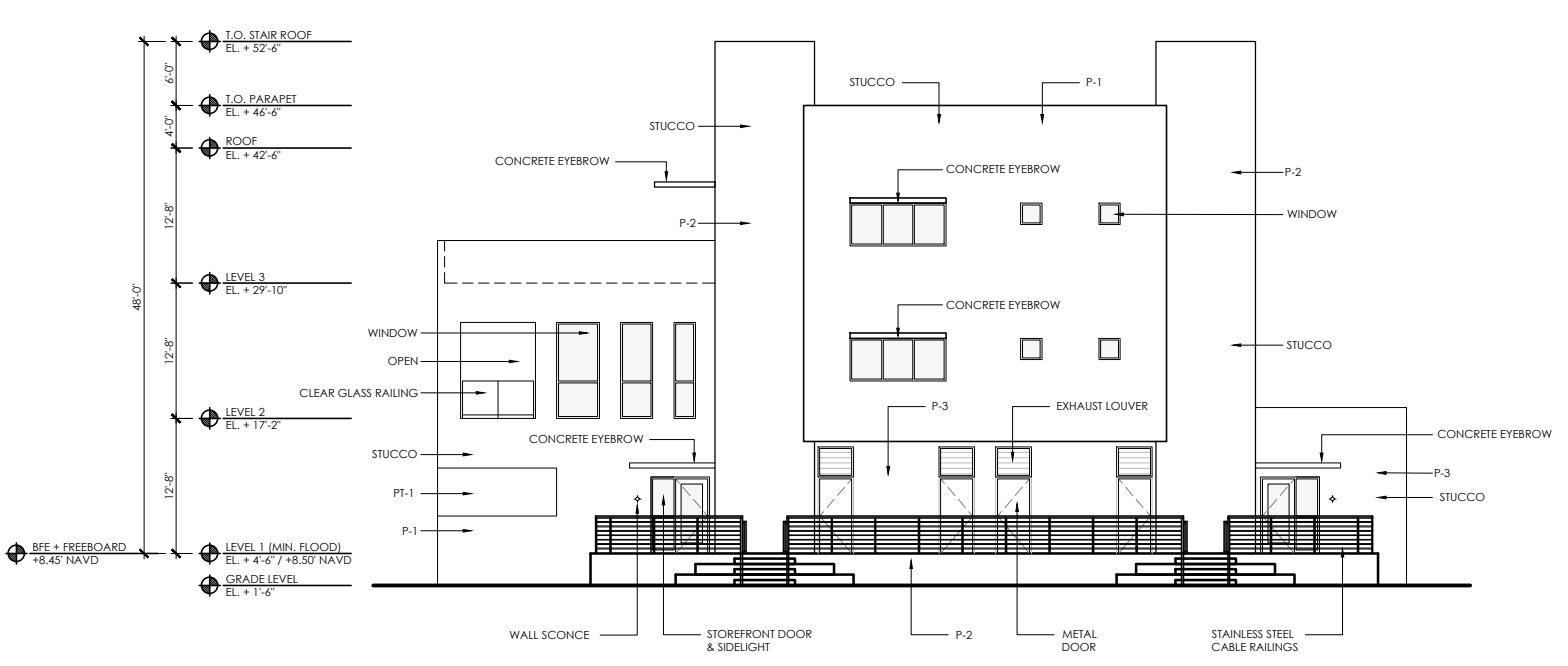 T.O. STAIR ROOF
EL. + 52'-6"
6'-0"
T.O. PARAPET
EL. + 46'-6"
4'-0"
ROOF
EL. + 42'-6"
12'-8"
LEVEL 3
EL. + 29'-10"
48'-0"
12'-8"
LEVEL 2
EL. + 17'-2"
12'-8"
BFE + FREEBOARD
+8.45' NAVD
LEVEL 1 (MIN. FLOOD)
EL. + 4'-6" / +8.50' NAVD
GRADE LEVEL
EL. + 1'-6"
STUCCO
P-1
STUCCO
CONCRETE EYEBROW
CONCRETE EYEBROW
P-2
P-2
WINDOW
CONCRETE EYEBROW
WINDOW
STUCCO
OPEN
CLEAR GLASS RAILING
P-3
EXHAUST LOUVER
CONCRETE EYEBROW
CONCRETE EYEBROW
STUCCO
P-3
PT-1
STUCCO
P-1
WALL SCONCE
STOREFRONT DOOR
& SIDELIGHT
P-2
METAL
DOOR
STAINLESS STEEL
CABLE RAILINGS